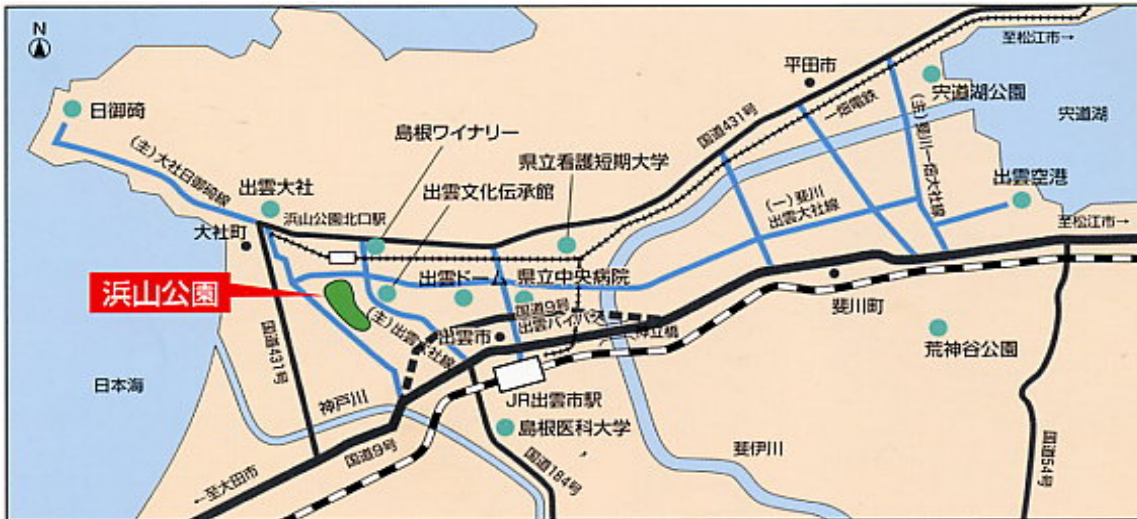 N
至松江市→
平田市
宍道湖公園
日御碕
国道431号
一畑電鉄
宍道湖
島根ワイナリー
(主)大社日御碕線
県立看護短期大学
(主)斐川一畑大社線
出雲大社
出雲文化伝承館
出雲空港
浜山公園北口駅
(一)斐川
出雲大社線
至松江市→
大社町
浜山公園
出雲ドーム
県立中央病院
国道9号
出雲バイパス
神立橋
斐川町
(主)出雲大社線
出雲市
国道431号
荒神谷公園
日本海
神戸川
JR出雲市駅
島根医科大学
斐伊川
国道9号
国道184号
国道54号
←至大田市